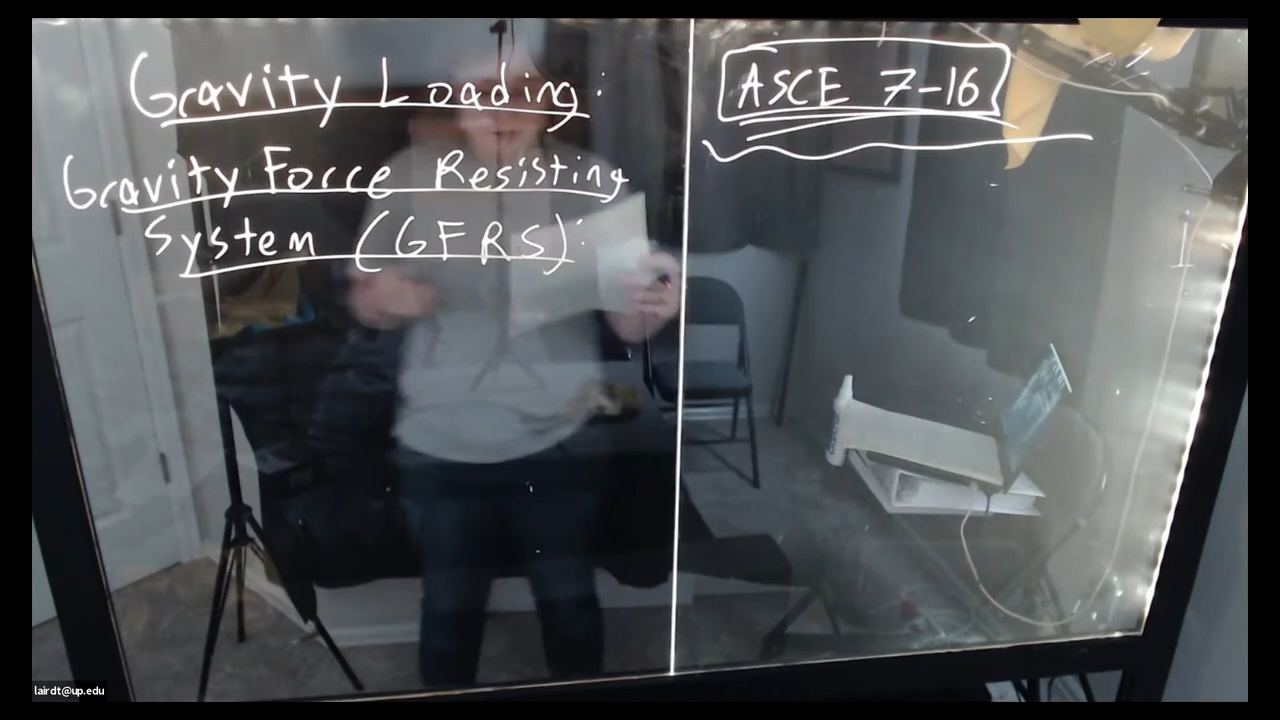 Gravity Loading:
Gravity Force Resisting
System (GFRS):
ASCE 7-16
lairdt@up.edu